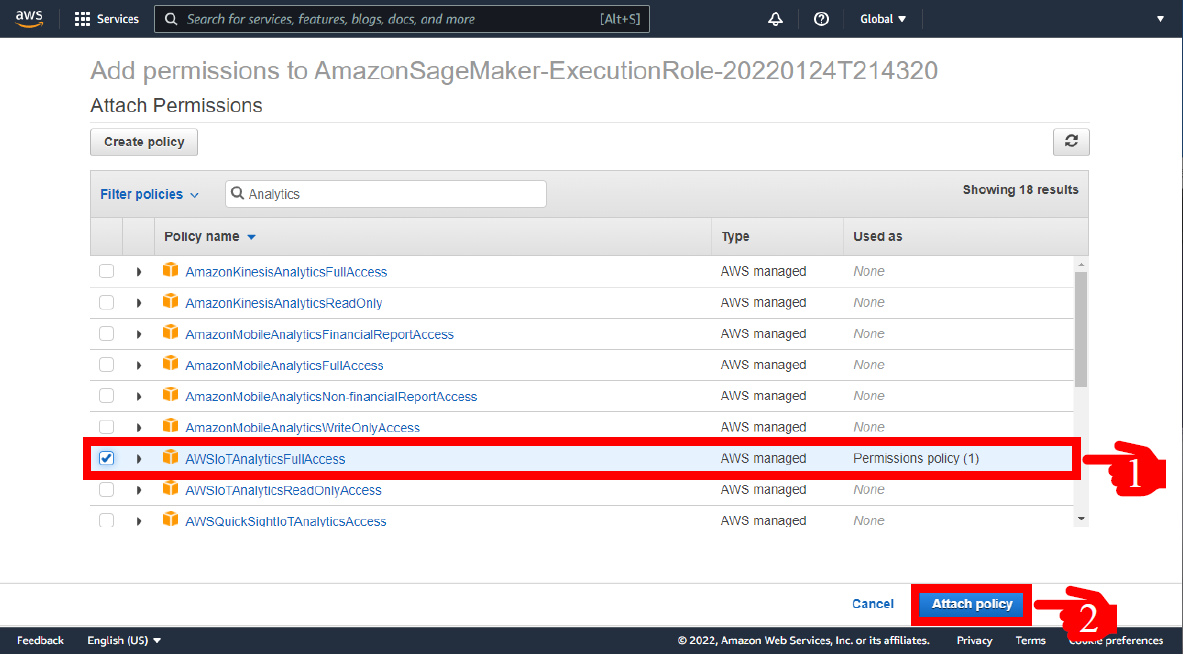 aws Services Search for services, features, blogs, docs, and more [Alt+S] Global
Add permissions to AmazonSageMaker-ExecutionRole-20220124T214320
Attach Permissions
Create policy
Filter policies Analytics Showing 18 results
Policy name Type Used as
AmazonKinesisAnalyticsFullAccess AWS managed None
AmazonKinesisAnalyticsReadOnly AWS managed None
AmazonMobileAnalyticsFinancialReportAccess AWS managed None
AmazonMobileAnalyticsFullAccess AWS managed None
AmazonMobileAnalyticsNon-financialReportAccess AWS managed None
AmazonMobileAnalyticsWriteOnlyAccess AWS managed None
AWSIoTAnalyticsFullAccess AWS managed Permissions policy (1) 1
AWSIoTAnalyticsReadOnlyAccess AWS managed None
AWSQuickSightIoTAnalyticsAccess AWS managed None
Cancel Attach policy 2
Feedback English (US) © 2022, Amazon Web Services, Inc. or its affiliates. Privacy Terms Cookie preferences